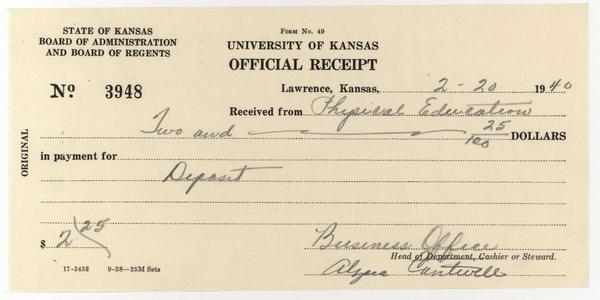 STATE OF KANSAS
BOARD OF ADMINISTRATION
AND BOARD OF REGENTS
Form No. 49
UNIVERSITY OF KANSAS
OFFICIAL RECEIPT
No 3948
Lawrence, Kansas, 2-20 1940
Received from Physical Education
Two and 25/100 DOLLARS
in payment for
Deposit
ORIGINAL
$ 2 25
Business Office
Head of Department, Cashier or Steward.
Cantwell
17-5453 9-38-25M Sets